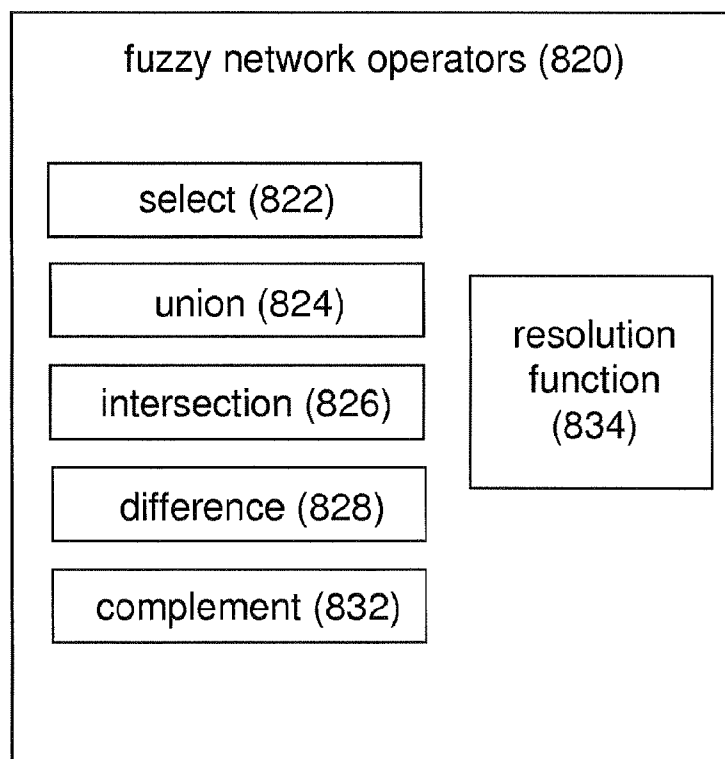 fuzzy network operators (820)
select (822)
union (824)
intersection (826)
difference (828)
complement (832)
resolution
function
(834)